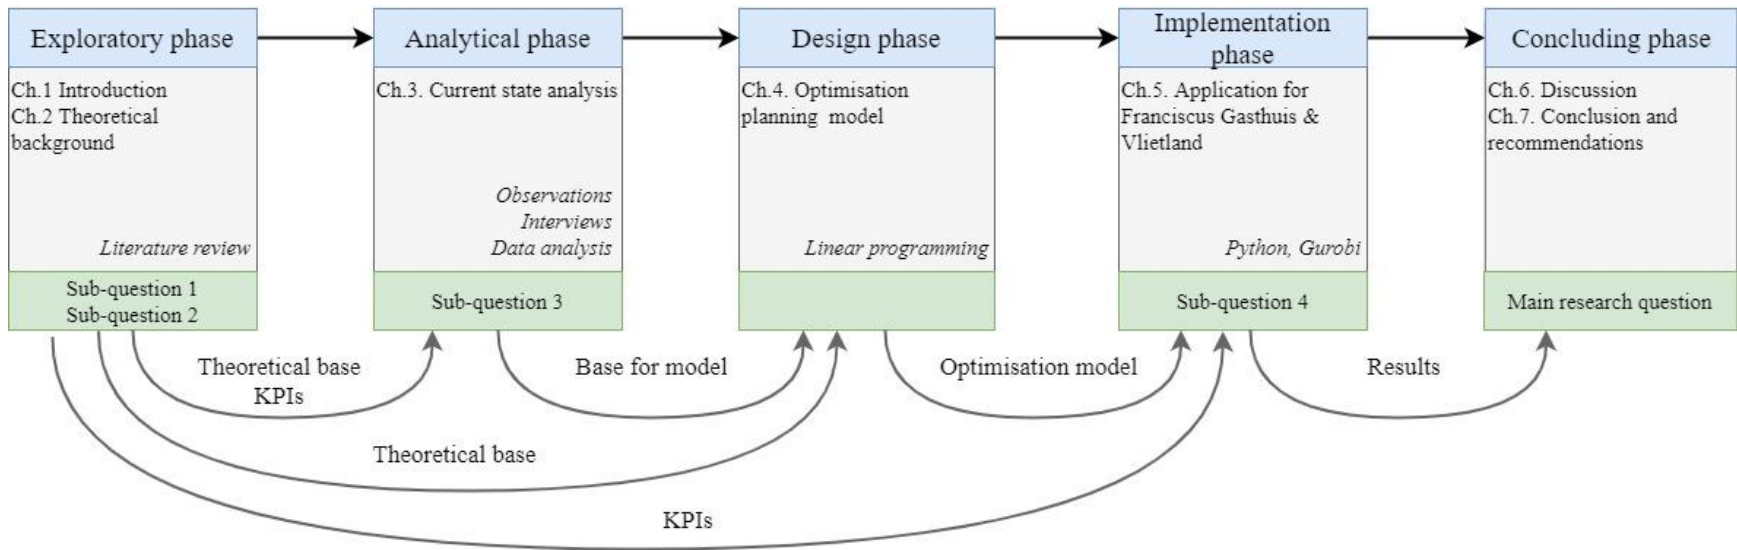 Exploratory phase
Ch.1 Introduction
Ch.2 Theoretical
background
Literature review
Sub-question 1
Sub-question 2
Analytical phase
Ch.3. Current state analysis
Observations
Interviews
Data analysis
Sub-question 3
Design phase
Ch.4. Optimisation
planning model
Linear programming
Implementation
phase
Ch.5. Application for
Franciscus Gasthuis &
Vlietland
Python, Gurobi
Sub-question 4
Concluding phase
Ch.6. Discussion
Ch.7. Conclusion and
recommendations
Main research question
Theoretical base
KPIs
Base for model
Optimisation model
Results
Theoretical base
KPIs